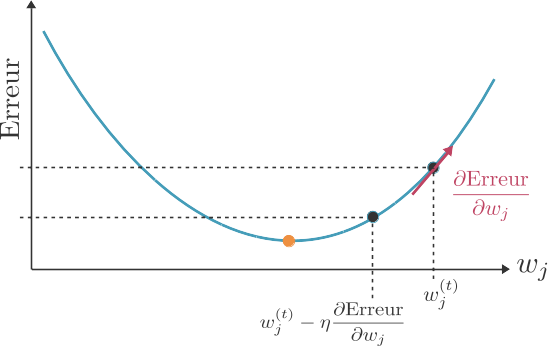 Erreur
∂Erreur
∂w_j
w_j
w_j^{(t)}
w_j^{(t)} − η ∂Erreur/∂w_j